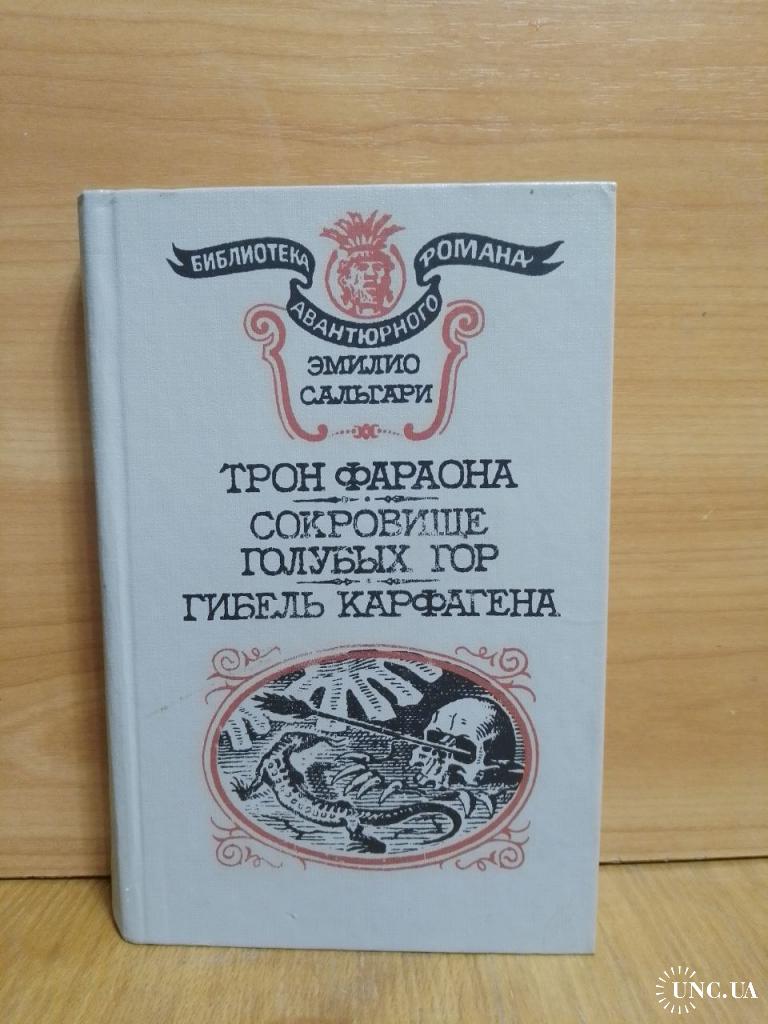 БИБЛИОТЕКА
АВАНТЮРНОГО
РОМАНА
ЭМИЛИО
САЛЬГАРИ
ТРОН ФАРАОНА
СОКРОВИЩЕ
ГОЛУБЫХ ГОР
ГИБЕЛЬ КАРФАГЕНА
UNC.UA